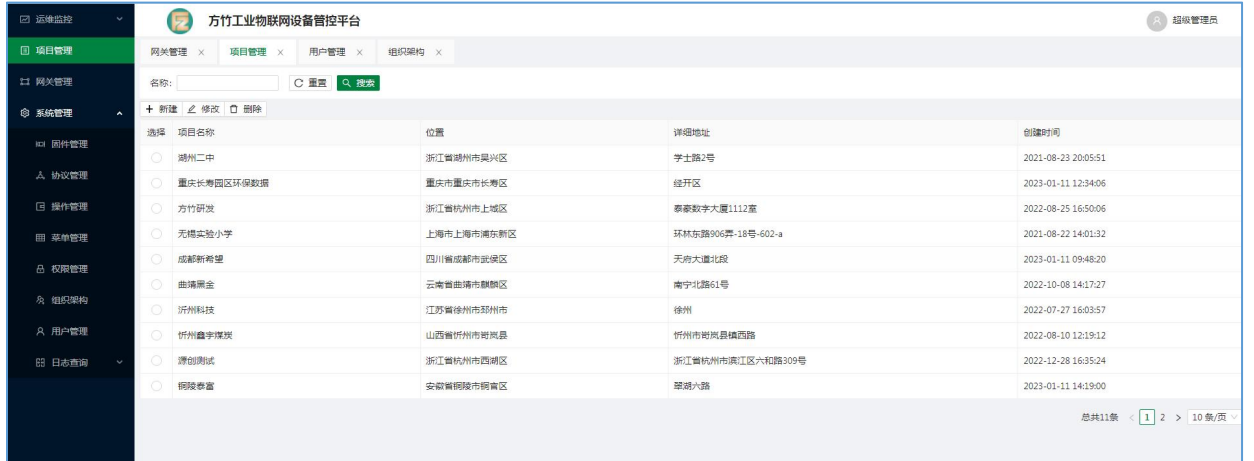 运维监控
方竹工业物联网设备管控平台
超级管理员
项目管理
网关管理 × 项目管理 × 用户管理 × 组织架构 ×
网关管理
名称: 重置 搜索
系统管理
+ 新建 修改 删除
选择 项目名称 位置 详细地址 创建时间
固件管理
湖州二中 浙江省湖州市吴兴区 学士路2号 2021-08-23 20:05:51
协议管理
重庆长寿园区环保数据 重庆市重庆市长寿区 经开区 2023-01-11 12:34:06
操作管理
方竹研发 浙江省杭州市上城区 泰豪数字大厦1112室 2022-08-25 16:50:06
菜单管理
无锡实验小学 上海市上海市浦东新区 环林东路906弄-18号-602-a 2021-08-22 14:01:32
成都新希望 四川省成都市武侯区 天府大道北段 2023-01-11 09:48:20
权限管理
曲靖黑金 云南省曲靖市麒麟区 南宁北路61号 2022-10-08 14:17:27
组织架构
沂州科技 江苏省徐州市邳州市 徐州 2022-07-27 16:03:57
用户管理
忻州鑫宇煤炭 山西省忻州市岢岚县 忻州市岢岚县镇西路 2022-08-10 12:19:12
日志查询
源创测试 浙江省杭州市西湖区 浙江省杭州市滨江区六和路309号 2022-12-28 16:35:24
铜陵泰富 安徽省铜陵市铜官区 翠湖六路 2023-01-11 14:19:00
总共11条 < 1 2 > 10 条/页